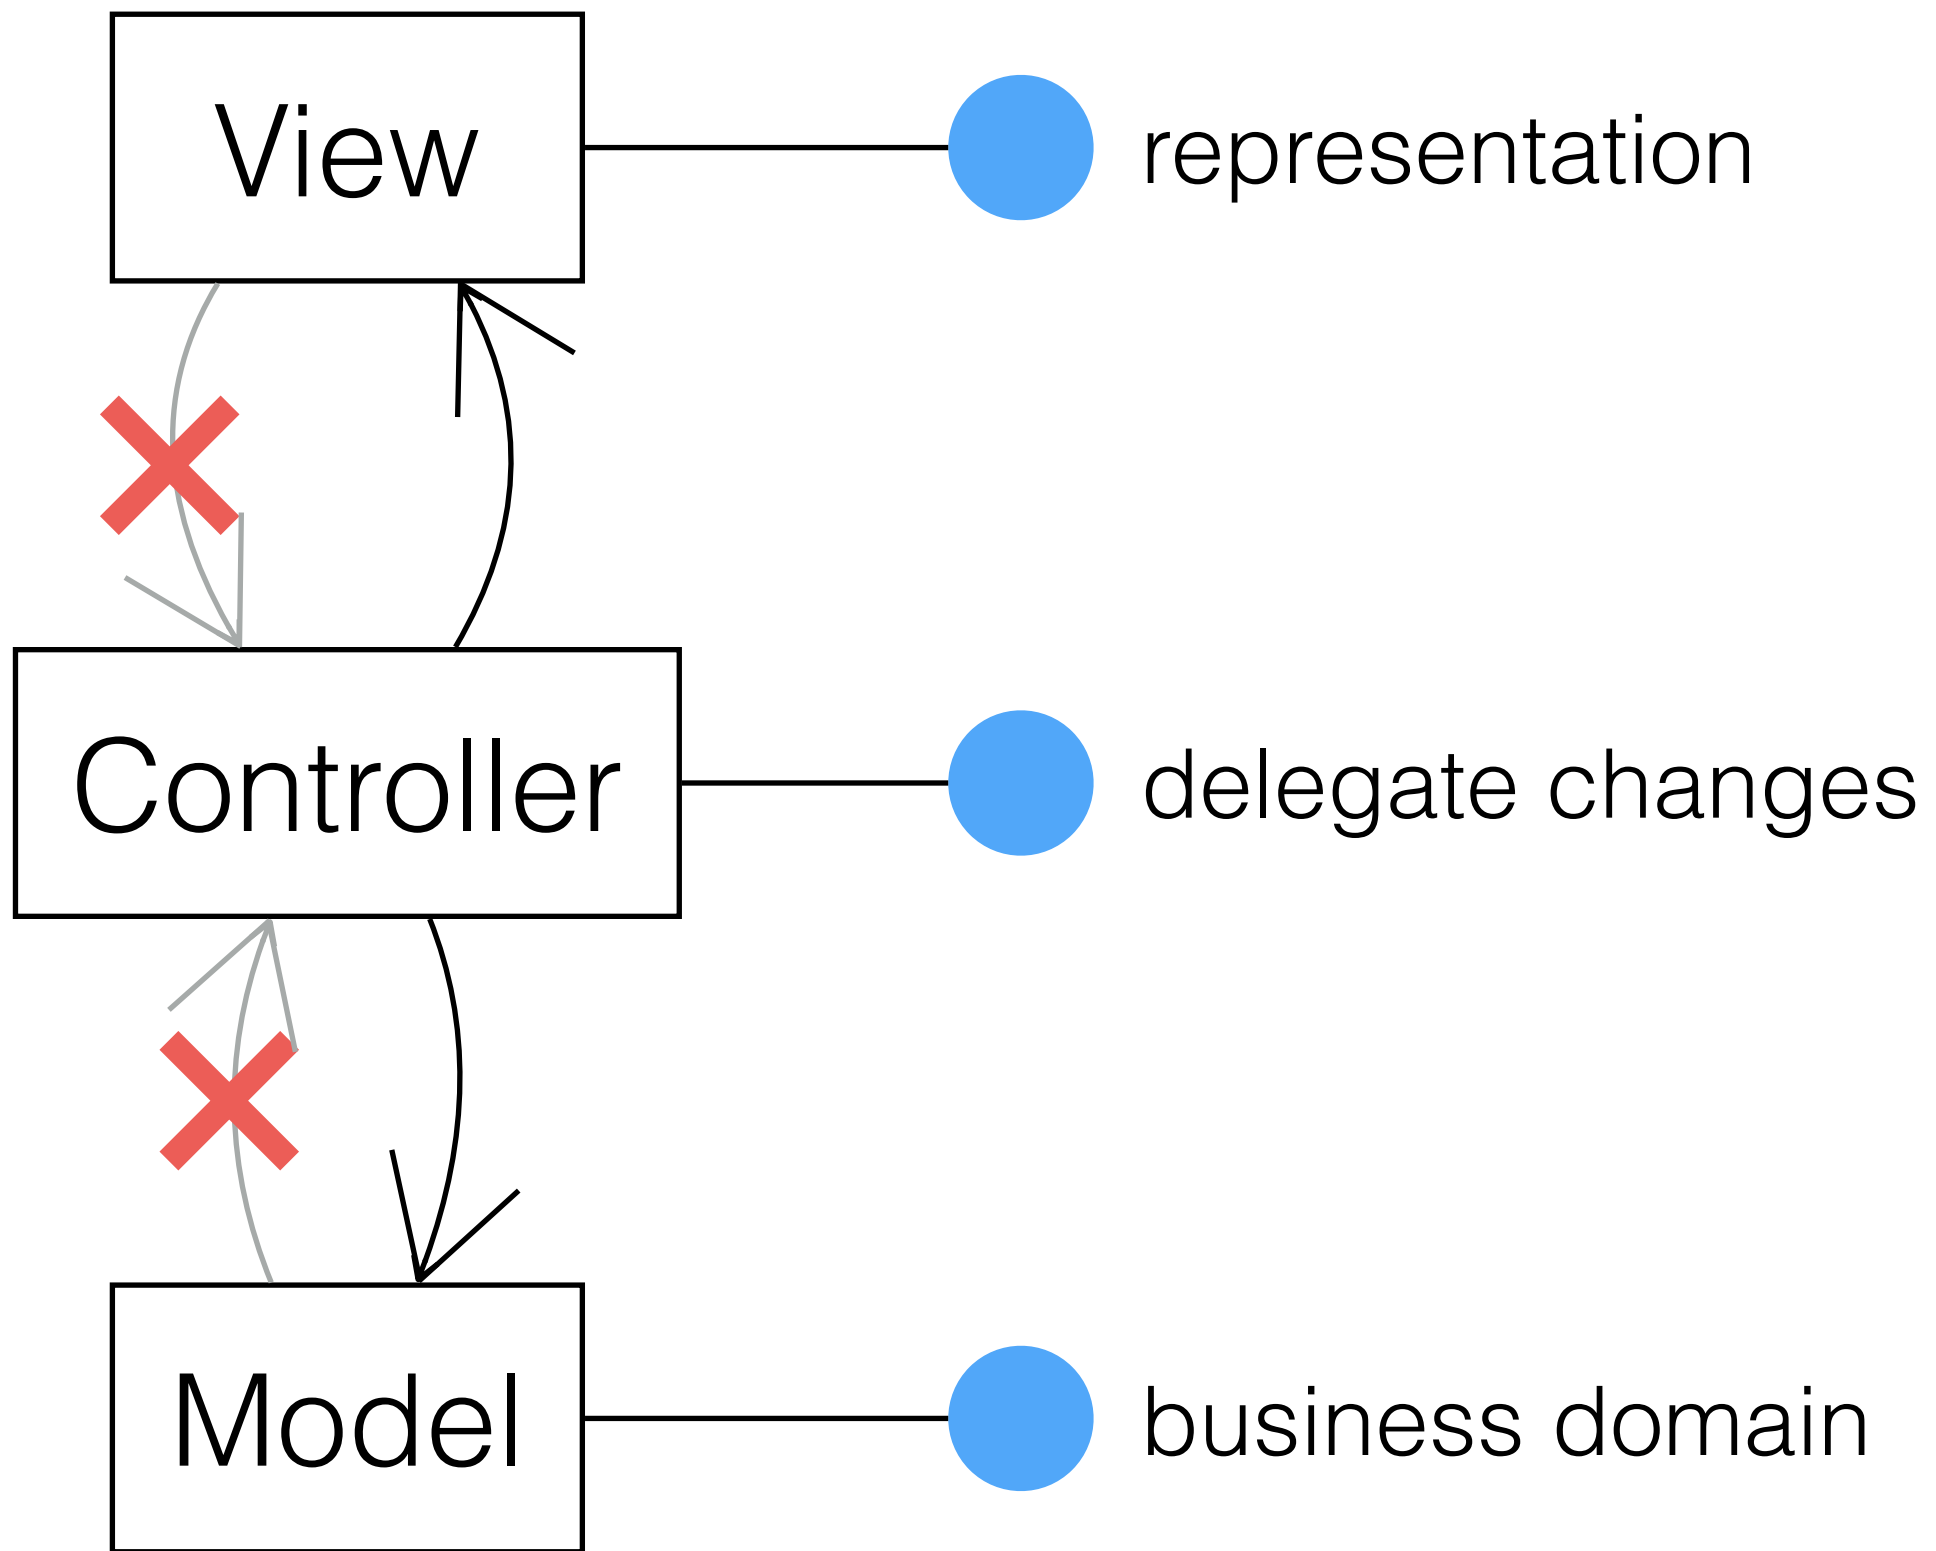 View
representation
Controller
delegate changes
Model
business domain